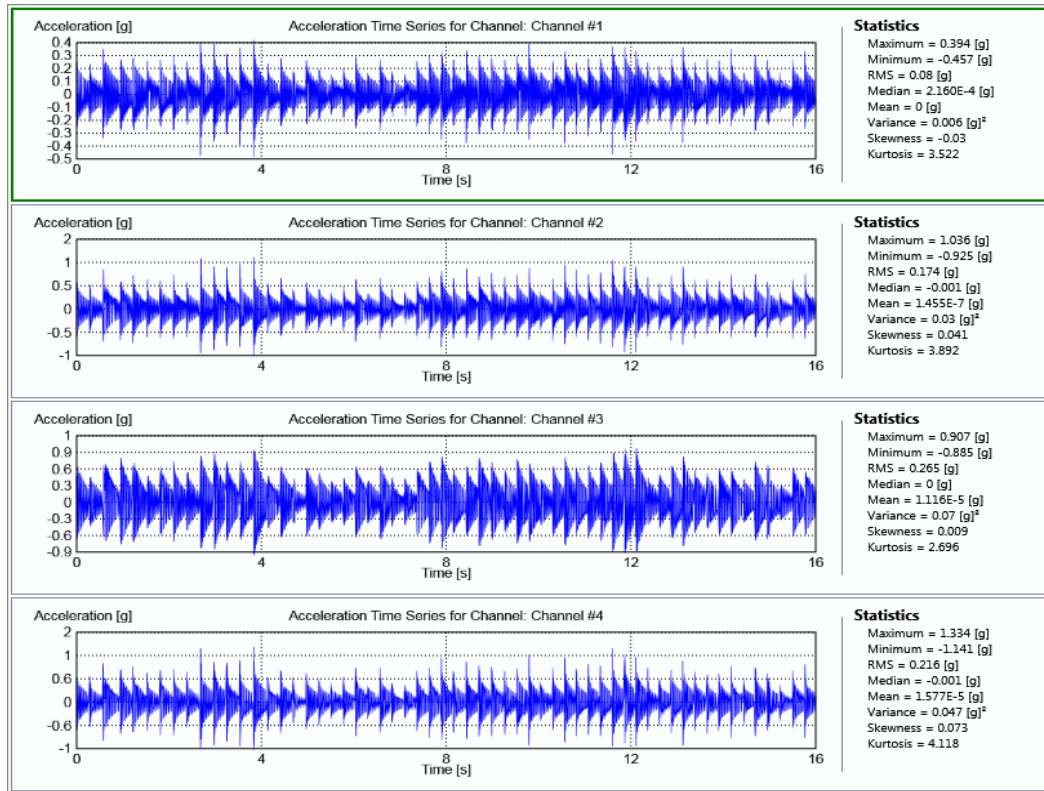 Acceleration [g] Acceleration Time Series for Channel: Channel #1
0.4
0.3
0.2
0.1
0
-0.1
-0.2
-0.3
-0.4
-0.5
0 4 8 12 16
Time [s]
Statistics
Maximum = 0.394 [g]
Minimum = -0.457 [g]
RMS = 0.08 [g]
Median = 2.160E-4 [g]
Mean = 0 [g]
Variance = 0.006 [g]²
Skewness = -0.03
Kurtosis = 3.522
Acceleration [g] Acceleration Time Series for Channel: Channel #2
2
1
0.5
0
-0.5
-1
0 4 8 12 16
Time [s]
Statistics
Maximum = 1.036 [g]
Minimum = -0.925 [g]
RMS = 0.174 [g]
Median = -0.001 [g]
Mean = 1.455E-7 [g]
Variance = 0.03 [g]²
Skewness = 0.041
Kurtosis = 3.892
Acceleration [g] Acceleration Time Series for Channel: Channel #3
1
0.9
0.6
0.3
0
-0.3
-0.6
-0.9
0 4 8 12 16
Time [s]
Statistics
Maximum = 0.907 [g]
Minimum = -0.885 [g]
RMS = 0.265 [g]
Median = 0 [g]
Mean = 1.116E-5 [g]
Variance = 0.07 [g]²
Skewness = 0.009
Kurtosis = 2.696
Acceleration [g] Acceleration Time Series for Channel: Channel #4
2
1
0.6
0
-0.6
-1
0 4 8 12 16
Time [s]
Statistics
Maximum = 1.334 [g]
Minimum = -1.141 [g]
RMS = 0.216 [g]
Median = -0.001 [g]
Mean = 1.577E-5 [g]
Variance = 0.047 [g]²
Skewness = 0.073
Kurtosis = 4.118